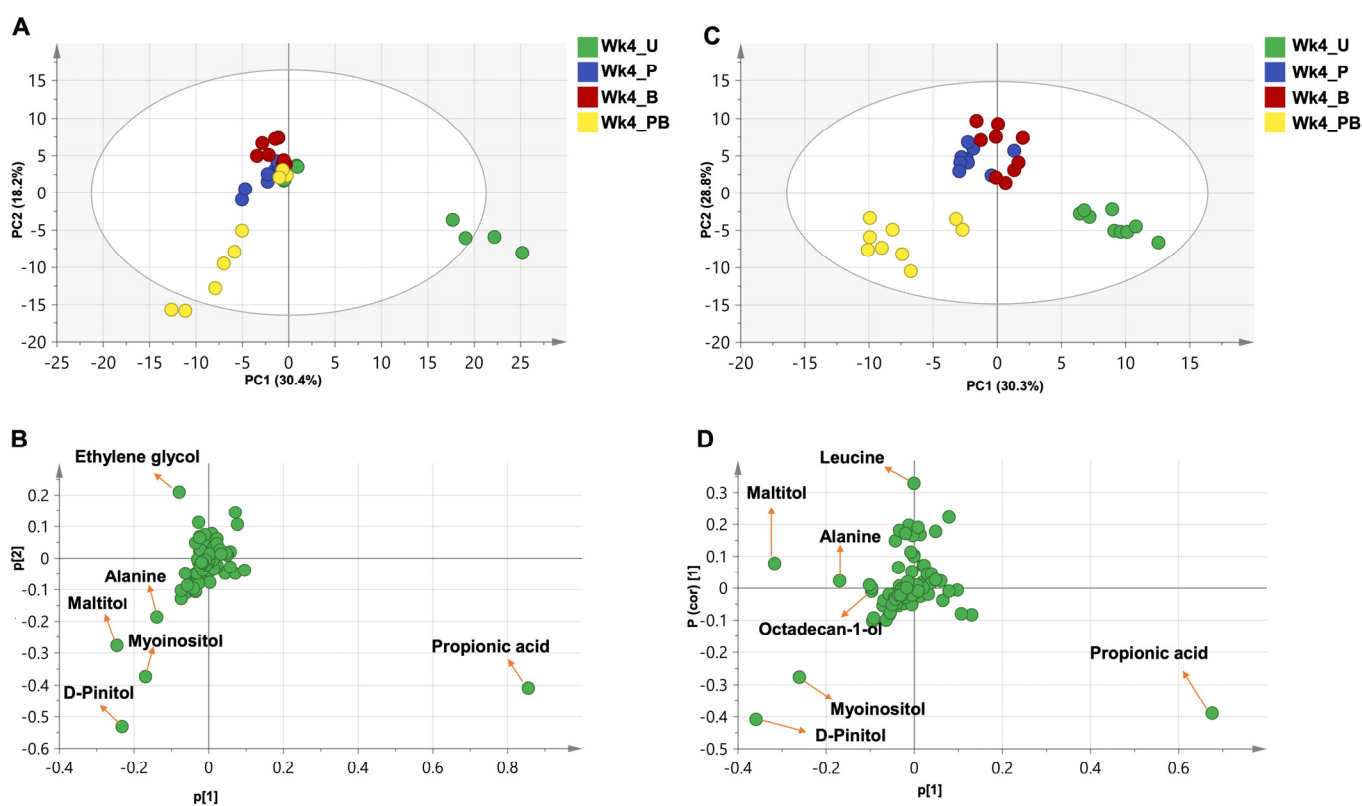 A
Wk4_U
Wk4_P
Wk4_B
Wk4_PB
15
10
5
0
-5
-10
-15
-20
-25
-20
-15
-10
-5
0
5
10
15
20
25
PC2 (18.2%)
PC1 (30.4%)
C
Wk4_U
Wk4_P
Wk4_B
Wk4_PB
15
10
5
0
-5
-10
-15
-20
-20
-15
-10
-5
0
5
10
15
PC2 (28.8%)
PC1 (30.3%)
B
Ethylene glycol
Alanine
Maltitol
Myoinositol
D-Pinitol
Propionic acid
0.2
0.1
0
-0.1
-0.2
-0.3
-0.4
-0.5
-0.6
-0.4
-0.2
0
0.2
0.4
0.6
0.8
p[2]
p[1]
D
Leucine
Maltitol
Alanine
Octadecan-1-ol
Propionic acid
Myoinositol
D-Pinitol
0.3
0.2
0.1
0
-0.1
-0.2
-0.3
-0.4
-0.5
-0.4
-0.2
0
0.2
0.4
0.6
P (cor) [1]
p[1]